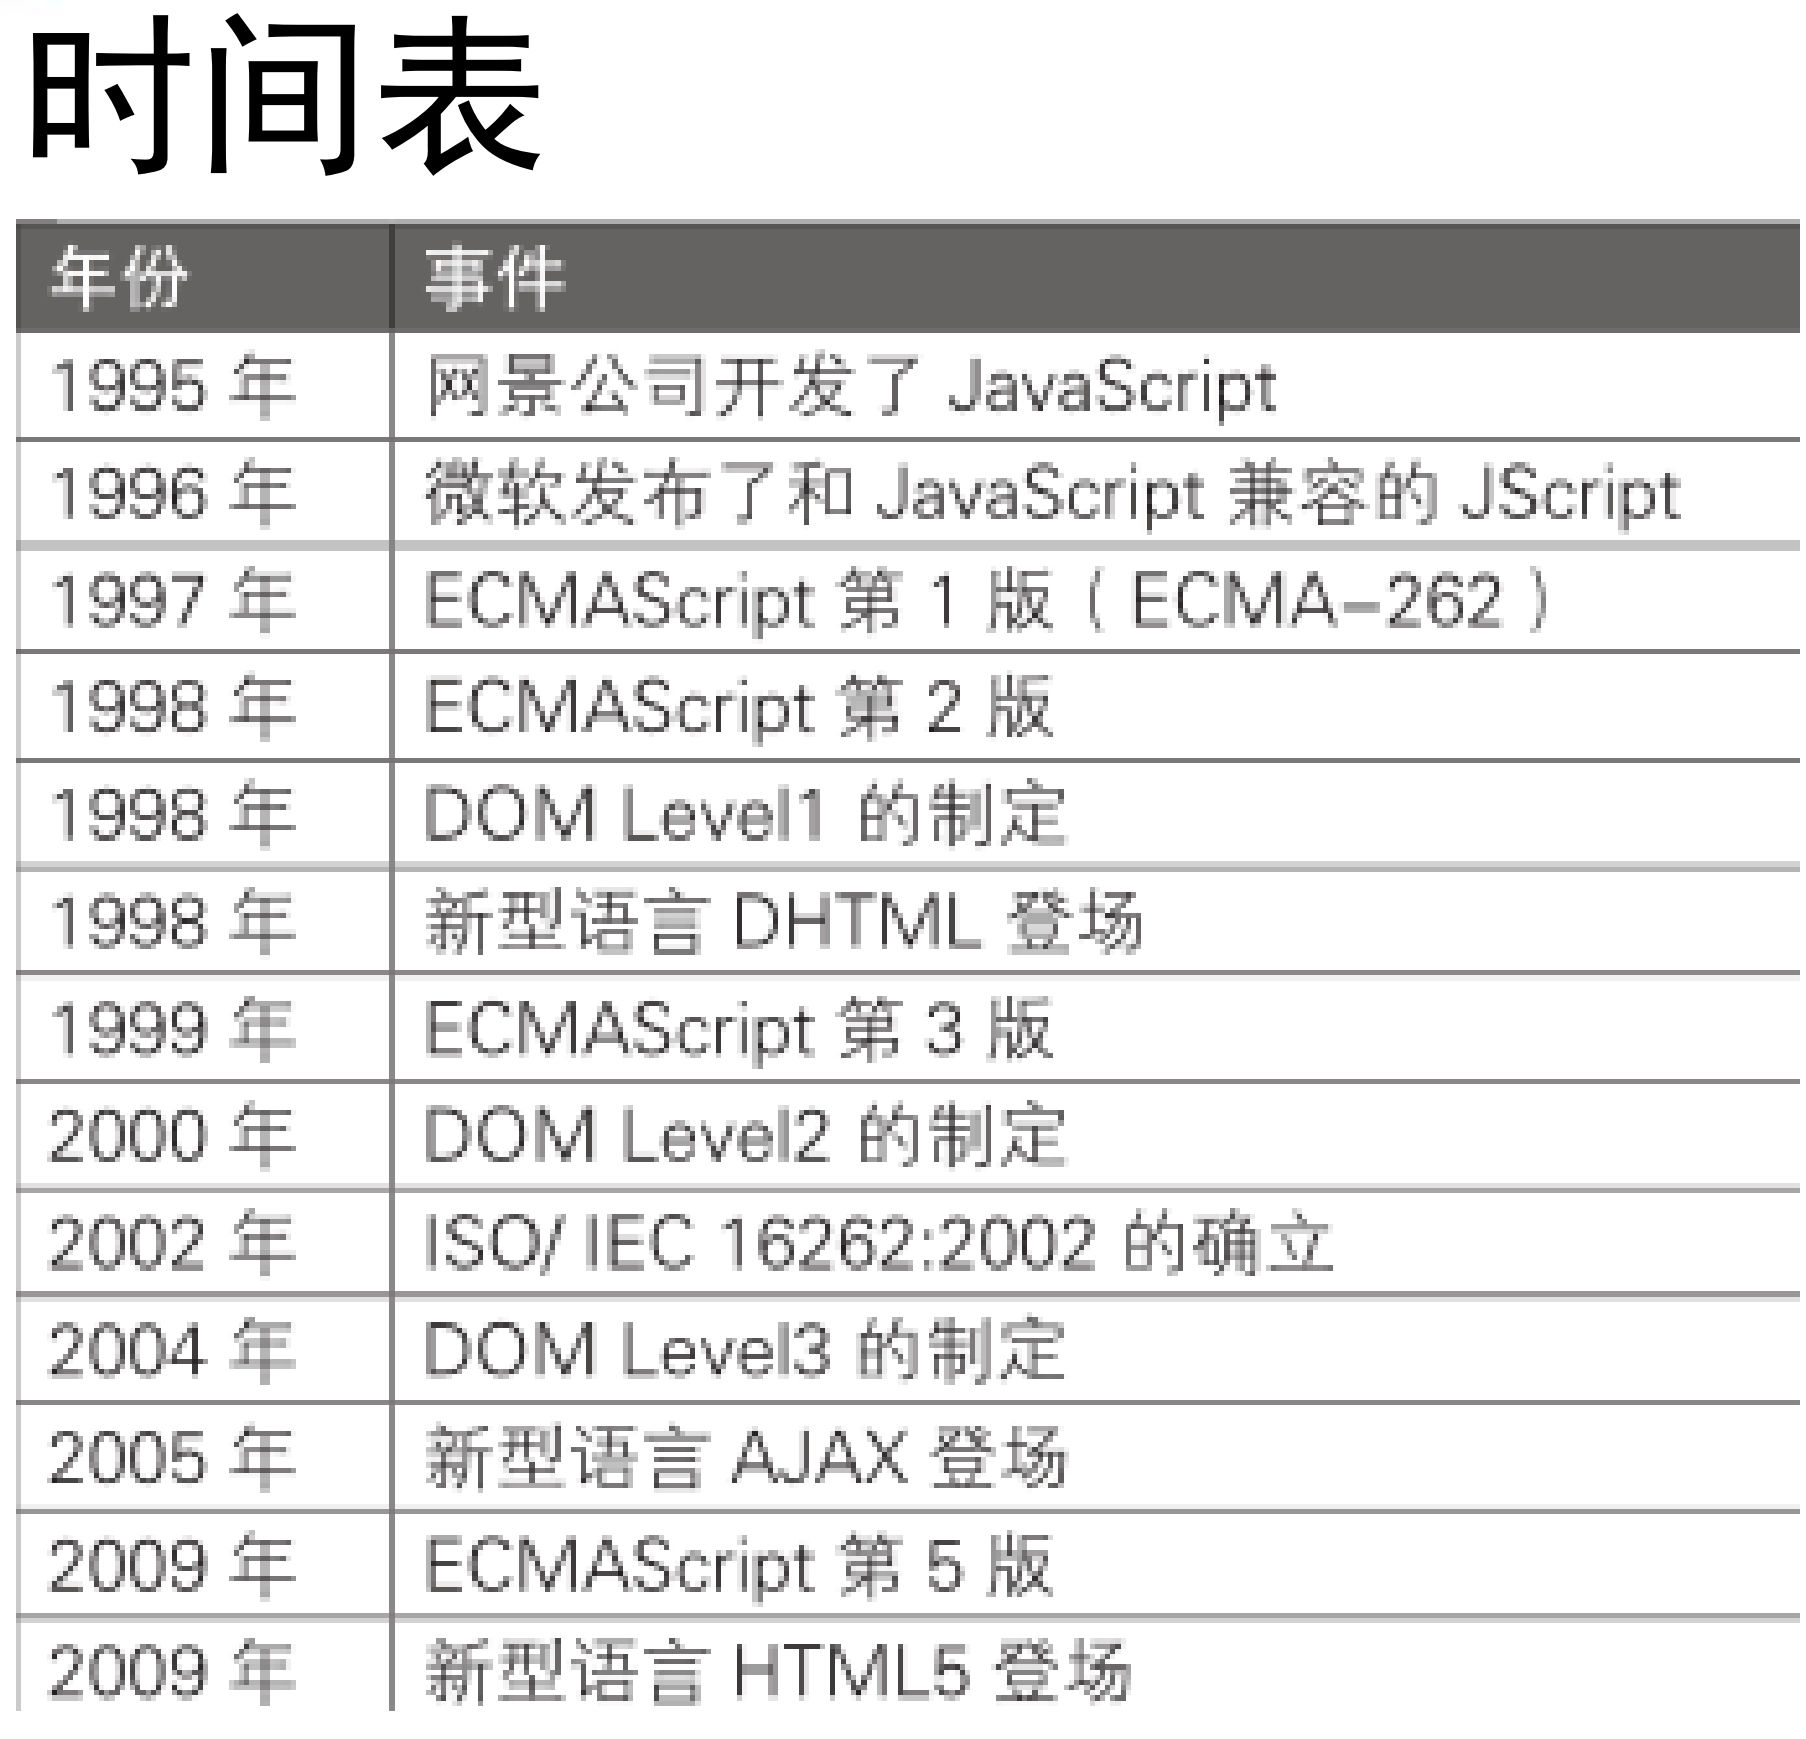 时间表
年份 事件
1995 年 网景公司开发了 JavaScript
1996 年 微软发布了和 JavaScript 兼容的 JScript
1997 年 ECMAScript 第 1 版（ECMA-262）
1998 年 ECMAScript 第 2 版
1998 年 DOM Level1 的制定
1998 年 新型语言 DHTML 登场
1999 年 ECMAScript 第 3 版
2000 年 DOM Level2 的制定
2002 年 ISO/ IEC 16262:2002 的确立
2004 年 DOM Level3 的制定
2005 年 新型语言 AJAX 登场
2009 年 ECMAScript 第 5 版
2009 年 新型语言 HTML5 登场